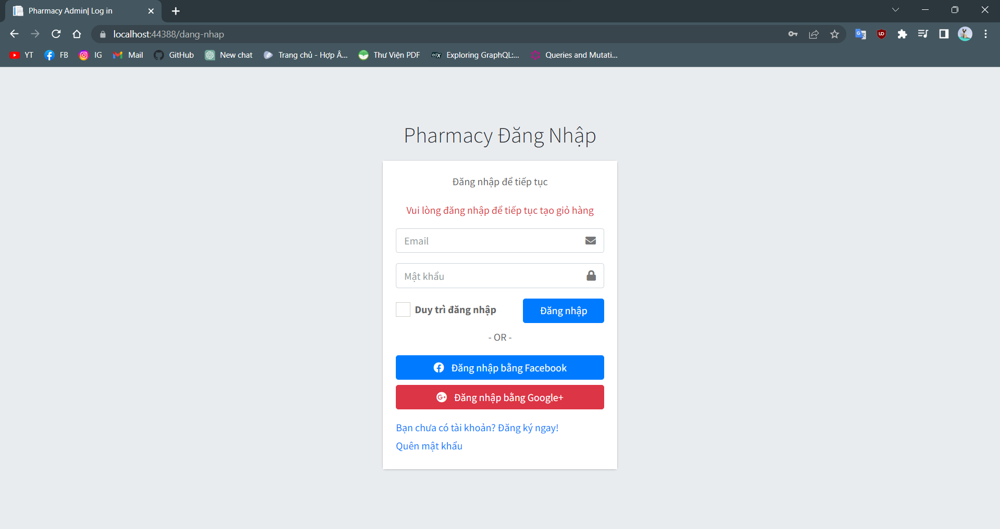 Pharmacy Admin| Log in
localhost:44388/dang-nhap
YT FB IG Mail GitHub New chat Trang chủ - Hợp Â... Thư Viện PDF edX Exploring GraphQL:... Queries and Mutati...
Pharmacy Đăng Nhập
Đăng nhập để tiếp tục
Vui lòng đăng nhập để tiếp tục tạo giỏ hàng
Email
Mật khẩu
Duy trì đăng nhập Đăng nhập
- OR -
Đăng nhập bằng Facebook
G+ Đăng nhập bằng Google+
Bạn chưa có tài khoản? Đăng ký ngay!
Quên mật khẩu